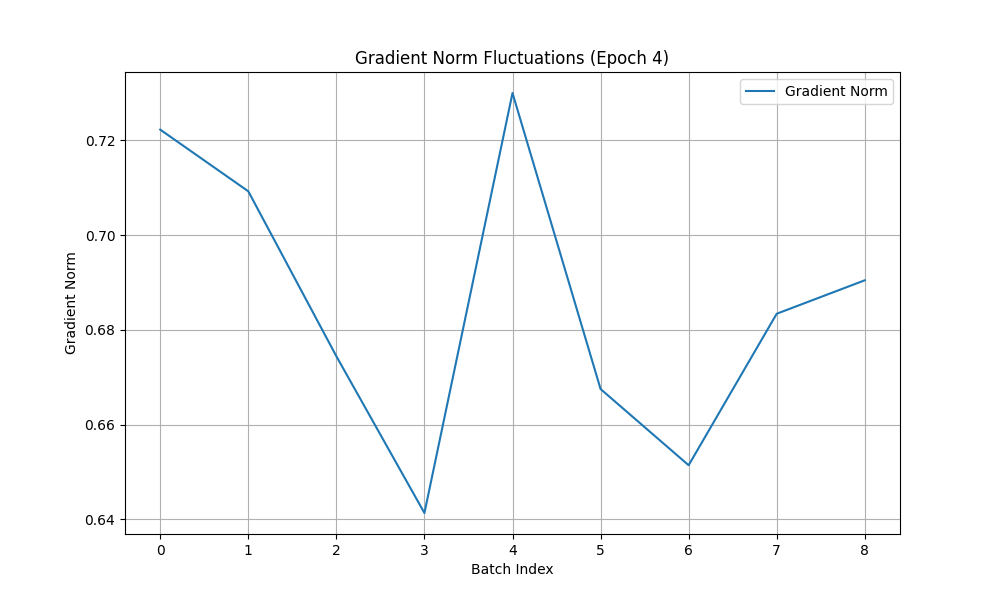 Gradient Norm Fluctuations (Epoch 4)
Gradient Norm
0.72
0.70
0.68
0.66
0.64
Gradient Norm
0 1 2 3 4 5 6 7 8
Batch Index